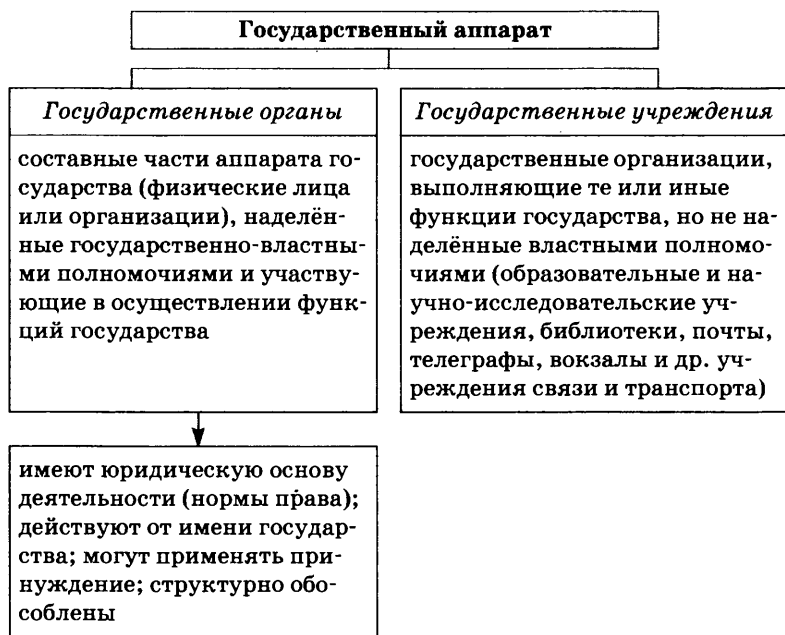 Государственный аппарат
Государственные органы
составные части аппарата го-
сударства (физические лица
или организации), наделён-
ные государственно-властны-
ми полномочиями и участву-
ющие в осуществлении функ-
ций государства
Государственные учреждения
государственные организации,
выполняющие те или иные
функции государства, но не на-
делённые властными полномо-
чиями (образовательные и на-
учно-исследовательские уч-
реждения, библиотеки, почты,
телеграфы, вокзалы и др. уч-
реждения связи и транспорта)
имеют юридическую основу
деятельности (нормы права);
действуют от имени государ-
ства; могут применять при-
нуждение; структурно обо-
соблены